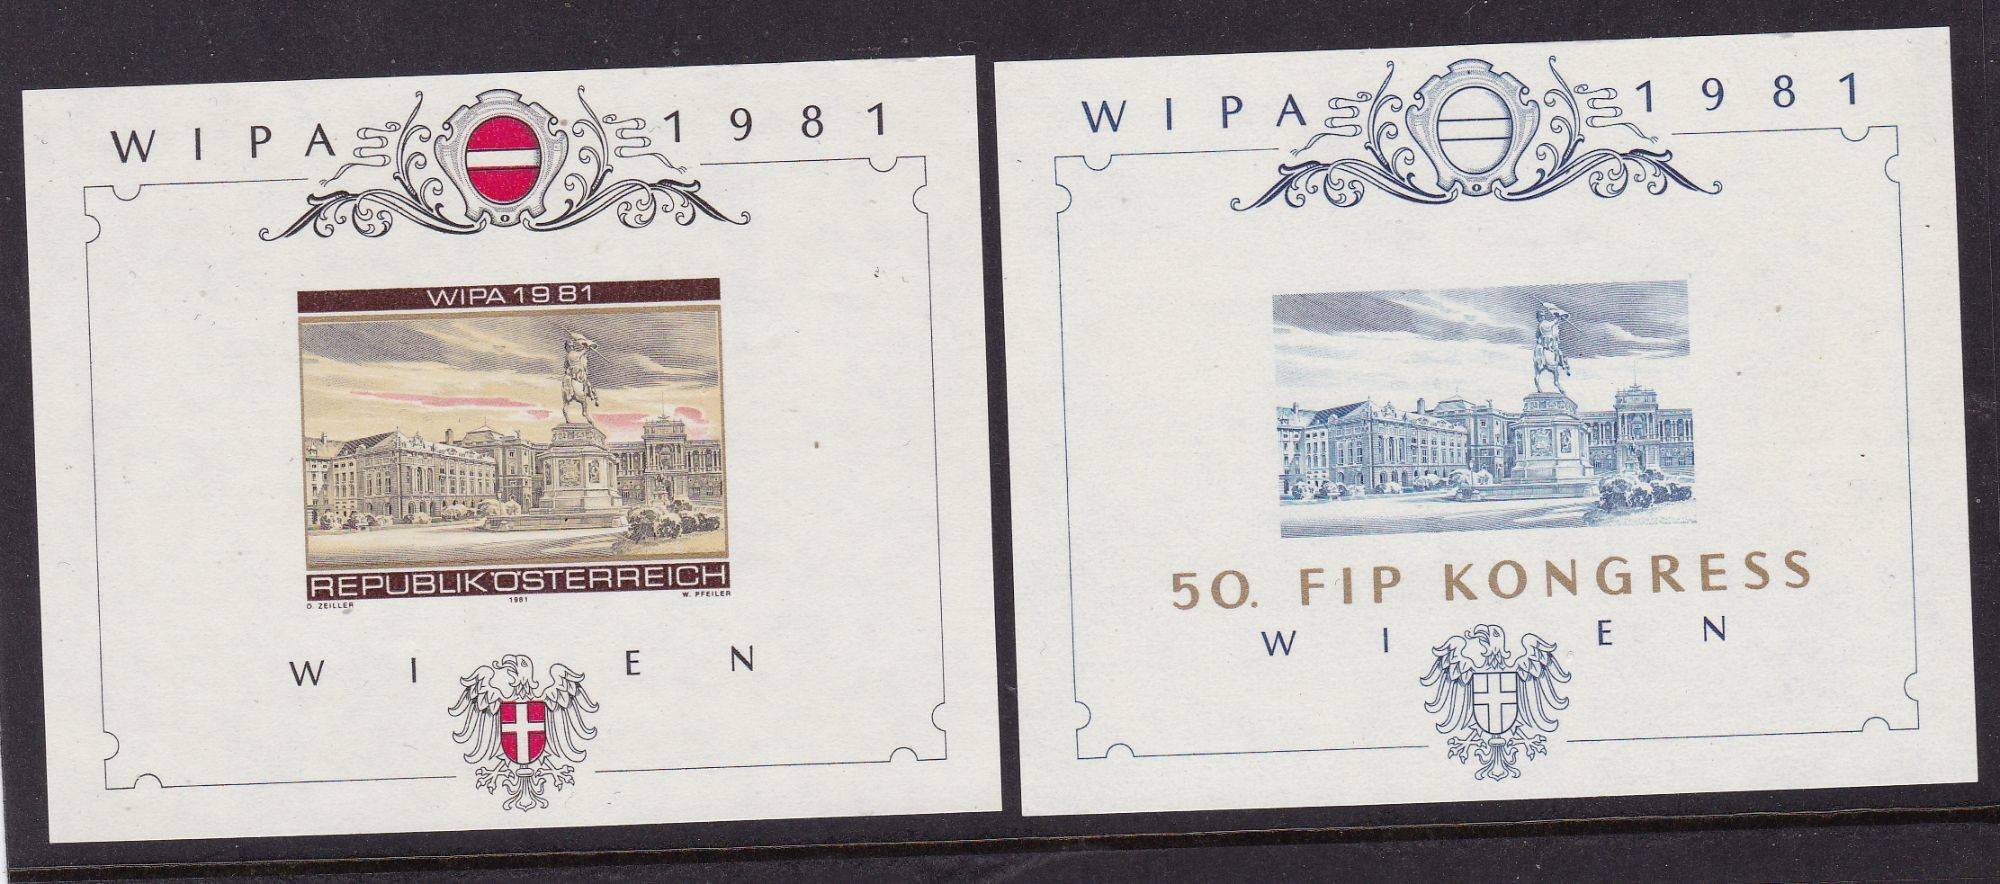 WIPA 1981
WIPA 1981
REPUBLIK ÖSTERREICH
O. ZEILLER 1981 W. PFEILER
WIEN
WIPA 1981
50. FIP KONGRESS
WIEN